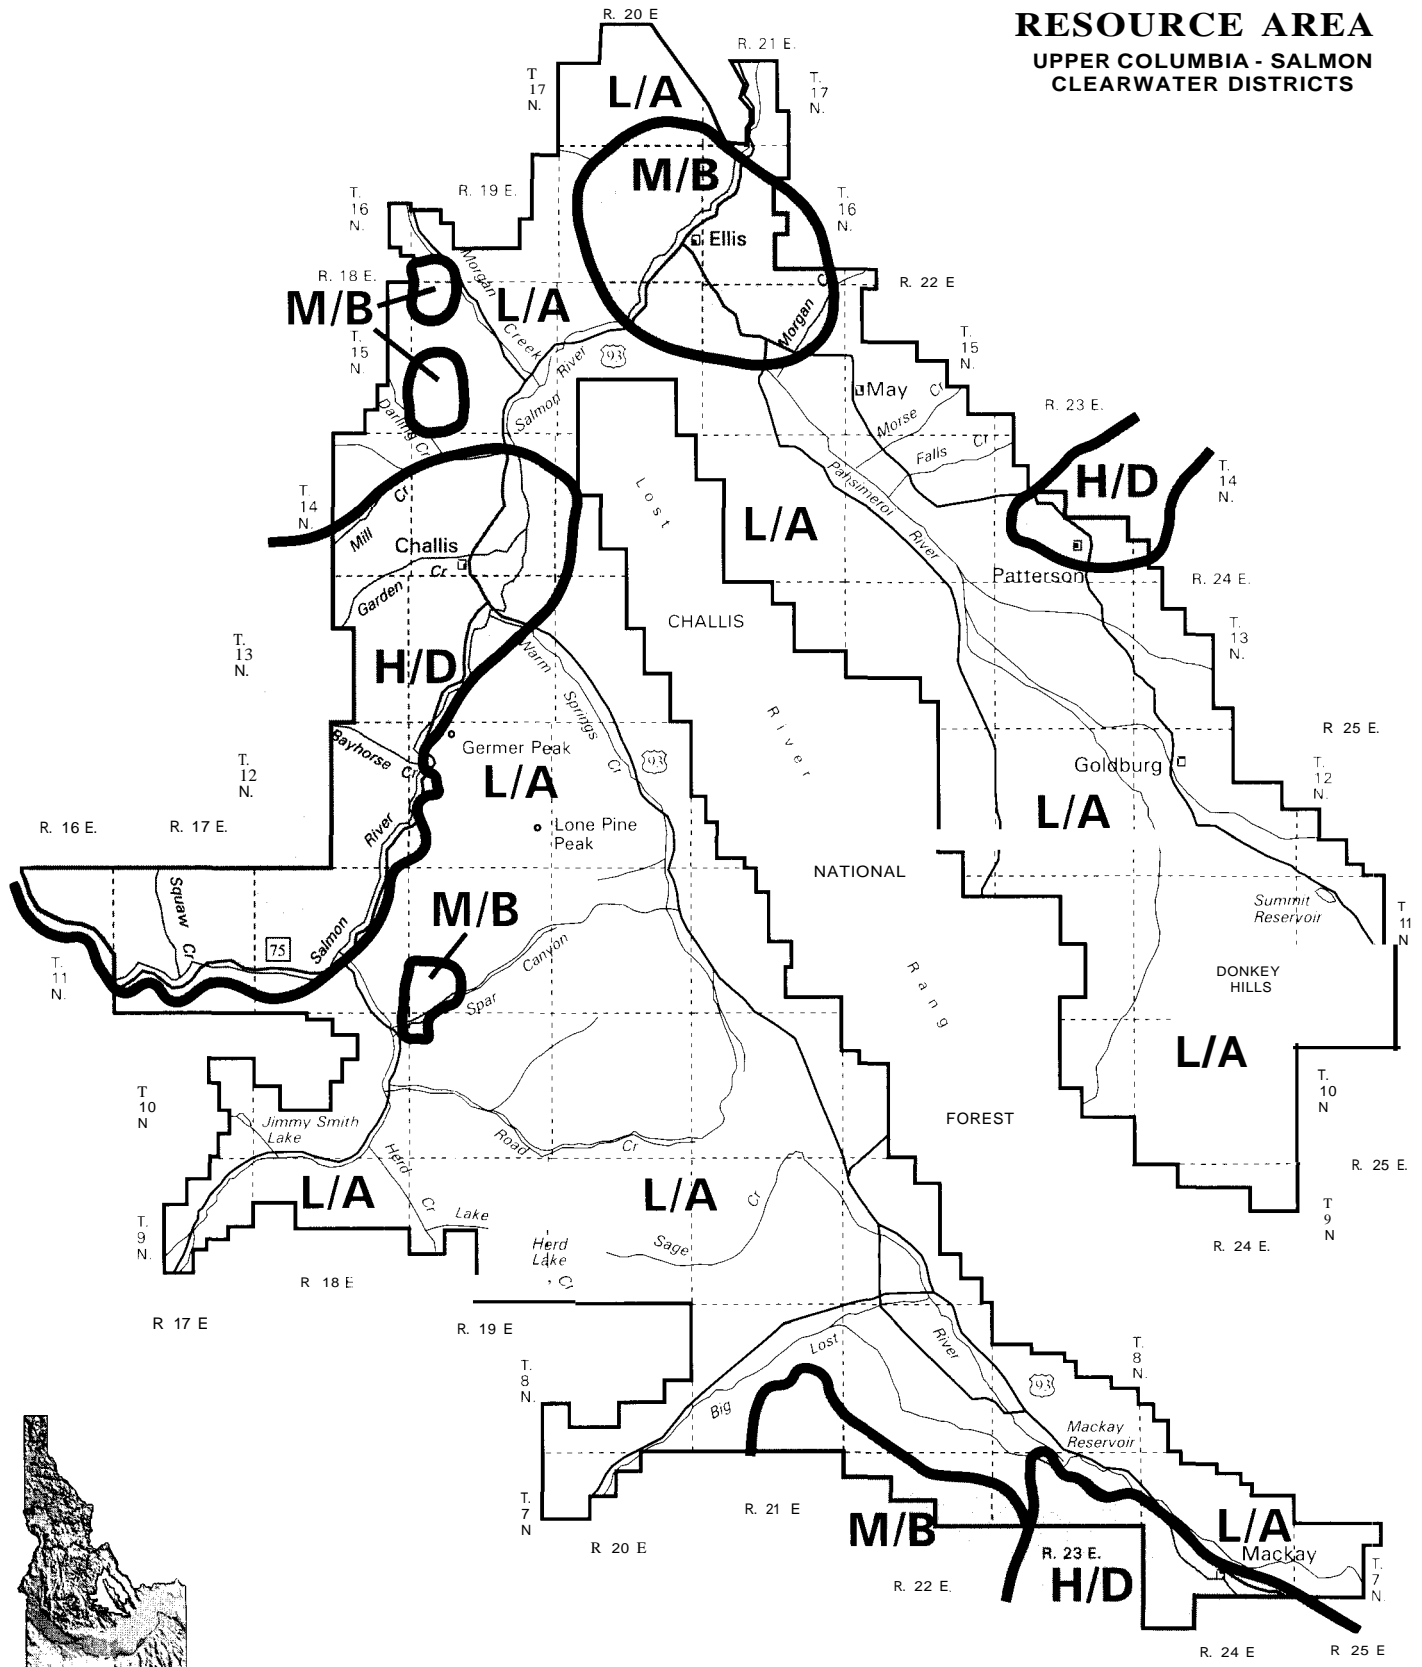 RESOURCE AREA
UPPER COLUMBIA - SALMON
CLEARWATER DISTRICTS
R. 20 E
R. 21 E.
T
17
N.
L/A
T.
17
N.
M/B
T.
16
N.
R. 19 E.
T.
16
N.
Ellis
R. 18 E.
Morgan
Creek
M/B
L/A
R. 22 E
Morgan
Cr
T.
15
N.
93
T.
15
N.
Salmon
River
May
Morse
Cr
R. 23 E.
Darling Cr
Falls
Cr
H/D
T.
14
N.
T.
14
N.
Mill
Cr
Lost
L/A
Pahsimeroi
River
Challis
Garden
Cr
Patterson
R. 24 E.
CHALLIS
T.
13
N.
T.
13
N.
H/D
Warm
Springs
Cr
River
Germer Peak
Bayhorse
Cr
93
R 25 E.
T.
12
N.
Goldburg
T.
12
N.
L/A
L/A
Lone Pine
Peak
R. 16 E.
R. 17 E.
River
NATIONAL
Squaw
Cr
M/B
Summit
Reservoir
T
11
N
75
Salmon
T.
11
N.
Spar
Canyon
Rang
DONKEY
HILLS
L/A
T
10
N
T.
10
N
Jimmy Smith
Lake
FOREST
Road
Cr
Herd
Cr
R. 25 E.
L/A
L/A
Lake
Sage
Cr
T.
9
N.
T
9
N
Herd
Lake
Cr
R. 24 E.
R 18 E
R 17 E
R. 19 E
Big
Lost
River
T.
8
N.
T.
8
N.
93
Mackay
Reservoir
T.
7
N
R. 21 E
R 20 E
M/B
L/A
Mackay
R. 23 E.
R. 22 E.
H/D
T.
7
N.
R. 24 E
R 25 E